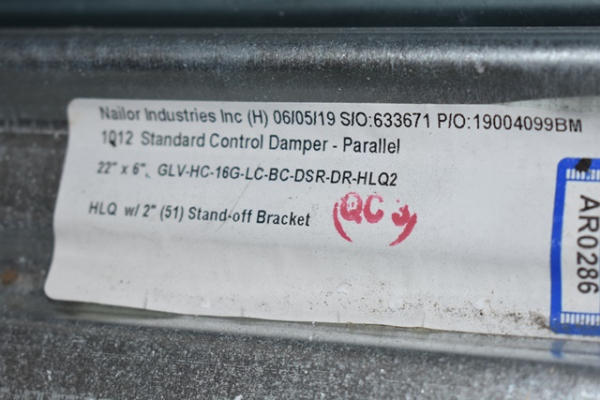 Nailor Industries Inc (H) 06/05/19 S/O:633671 P/O:19004099BM
1012 Standard Control Damper - Parallel
22" x 6", GLV-HC-16G-LC-BC-DSR-DR-HLQ2
HLQ w/ 2" (51) Stand-off Bracket
QC
AR0286